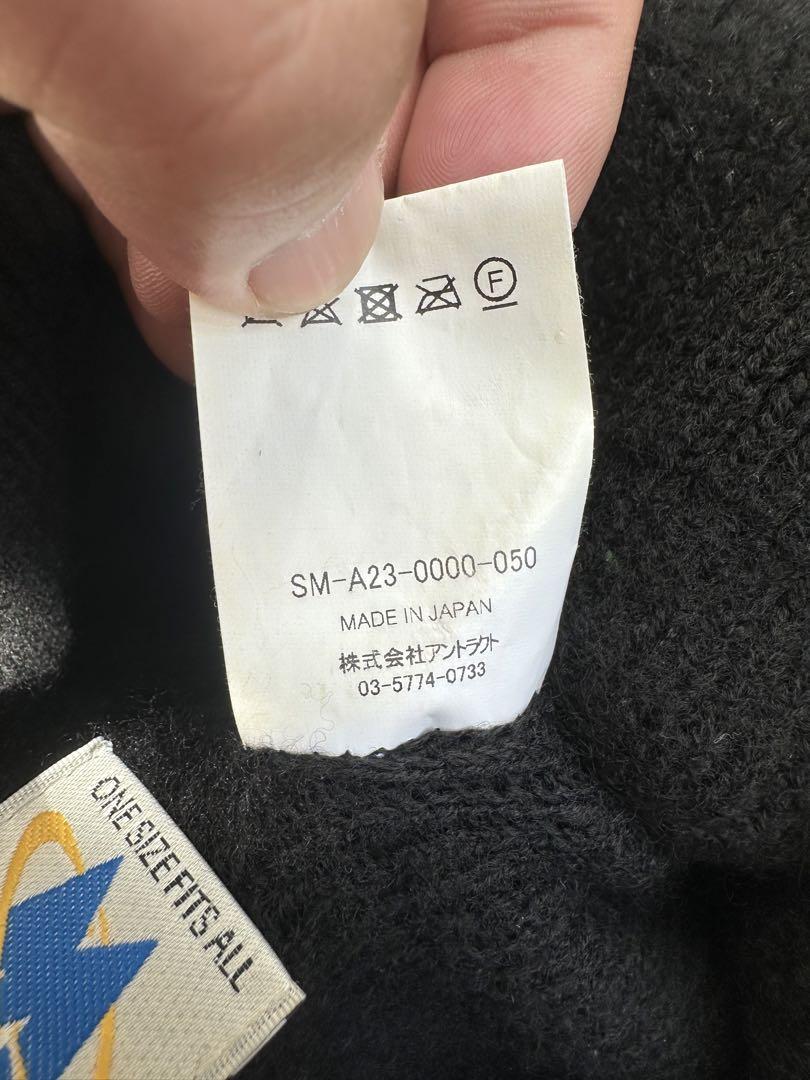 F
SM-A23-0000-050
MADE IN JAPAN
株式会社アントラクト
03-5774-0733
ONE SIZE FITS ALL